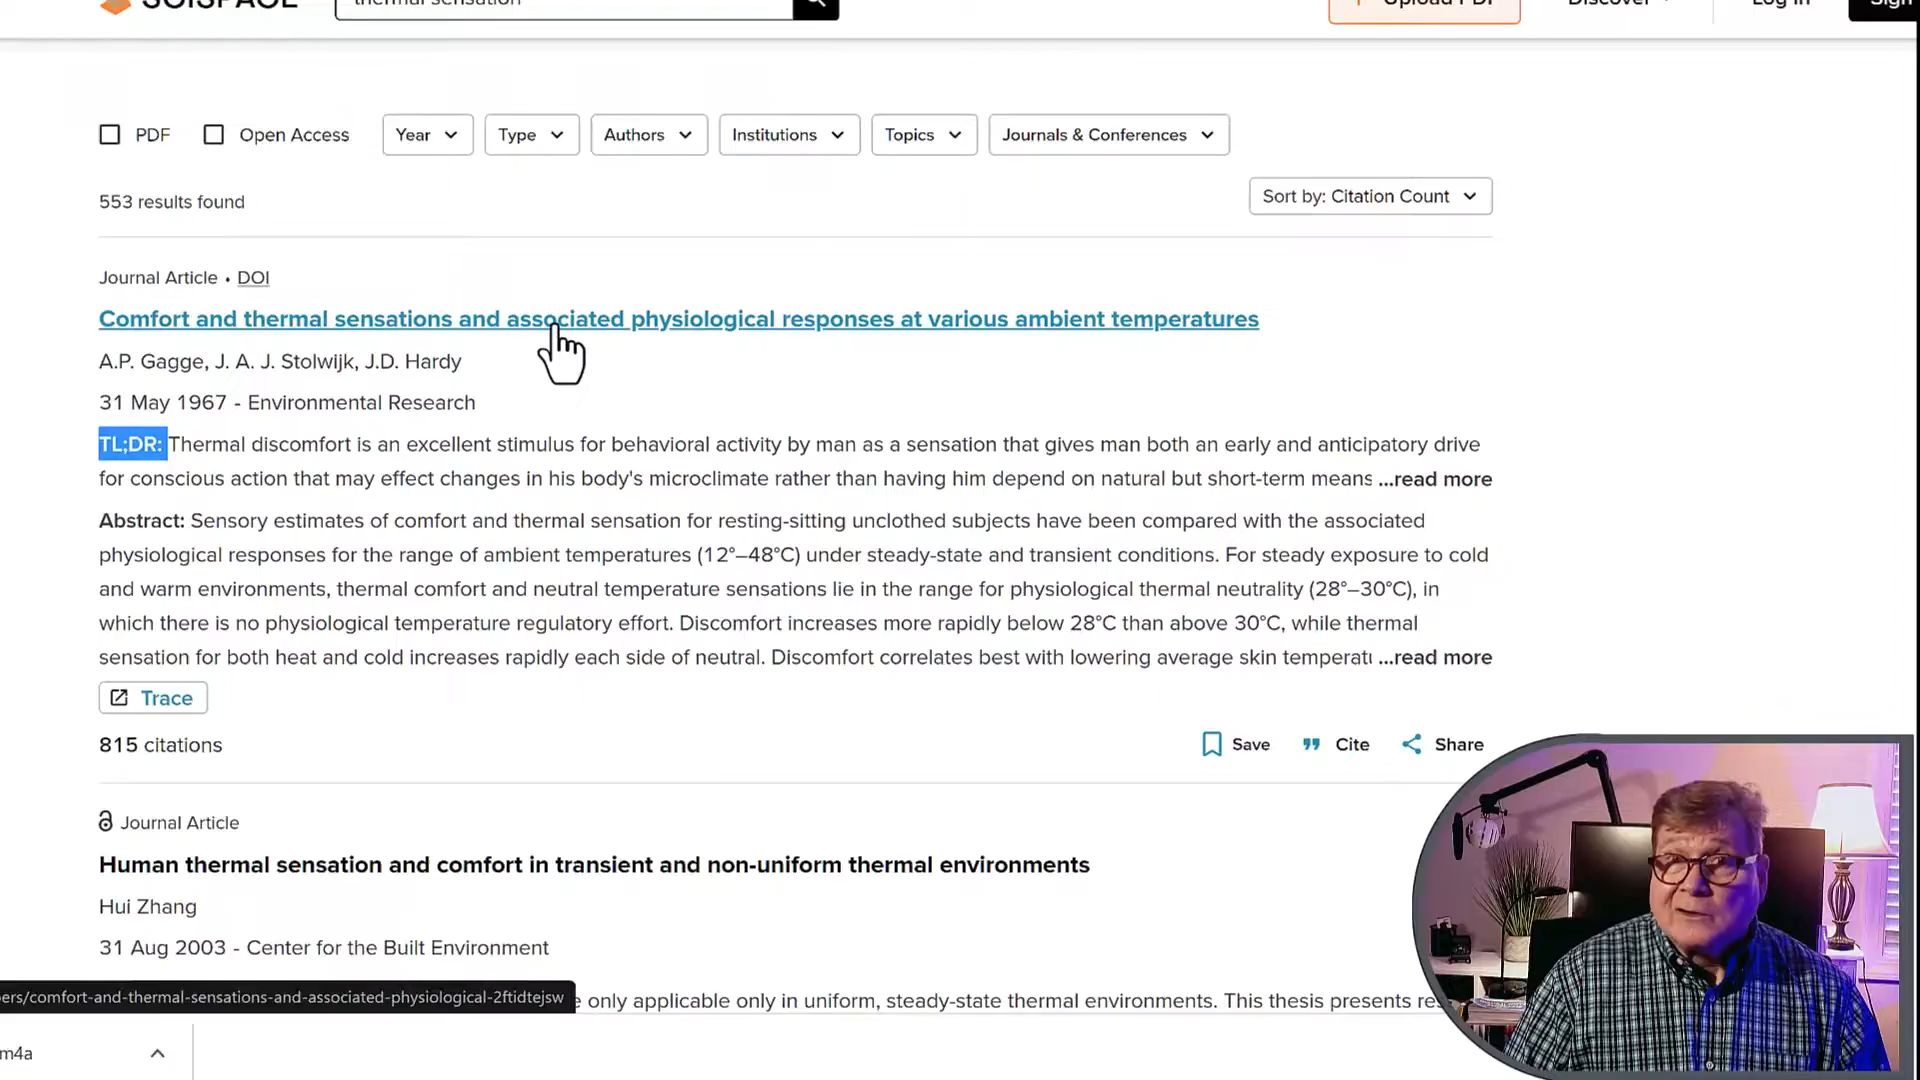 SCISPACE
thermal sensation
Upload PDF
Discover
Log In
Sign
PDF
Open Access
Year
Type
Authors
Institutions
Topics
Journals & Conferences
553 results found
Sort by: Citation Count
Journal Article • DOI
Comfort and thermal sensations and associated physiological responses at various ambient temperatures
A.P. Gagge, J. A. J. Stolwijk, J.D. Hardy
31 May 1967 - Environmental Research
TL;DR: Thermal discomfort is an excellent stimulus for behavioral activity by man as a sensation that gives man both an early and anticipatory drive
for conscious action that may effect changes in his body's microclimate rather than having him depend on natural but short-term means ...read more
Abstract: Sensory estimates of comfort and thermal sensation for resting-sitting unclothed subjects have been compared with the associated
physiological responses for the range of ambient temperatures (12°–48°C) under steady-state and transient conditions. For steady exposure to cold
and warm environments, thermal comfort and neutral temperature sensations lie in the range for physiological thermal neutrality (28°–30°C), in
which there is no physiological temperature regulatory effort. Discomfort increases more rapidly below 28°C than above 30°C, while thermal
sensation for both heat and cold increases rapidly each side of neutral. Discomfort correlates best with lowering average skin temperatu ...read more
Trace
815 citations
Save
Cite
Share
Journal Article
Human thermal sensation and comfort in transient and non-uniform thermal environments
Hui Zhang
31 Aug 2003 - Center for the Built Environment
ers/comfort-and-thermal-sensations-and-associated-physiological-2ftidtejsw
e only applicable only in uniform, steady-state thermal environments. This thesis presents res
m4a